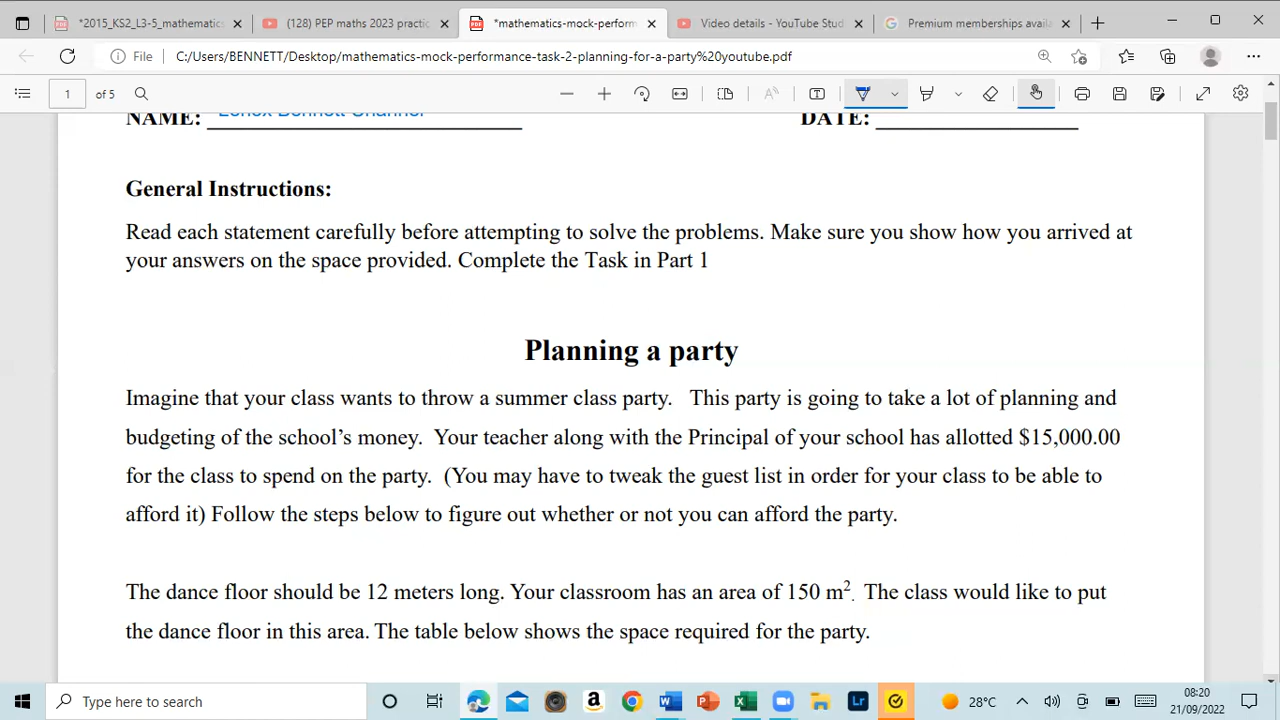 *2015_KS2_L3-5_mathematics
(128) PEP maths 2023 practic
*mathematics-mock-perform
Video details - YouTube Stud
Premium memberships availa
File C:/Users/BENNETT/Desktop/mathematics-mock-performance-task-2-planning-for-a-party%20youtube.pdf
1 of 5
NAME: Lenox Bennett Channel DATE:
General Instructions:
Read each statement carefully before attempting to solve the problems. Make sure you show how you arrived at
your answers on the space provided. Complete the Task in Part 1
Planning a party
Imagine that your class wants to throw a summer class party. This party is going to take a lot of planning and
budgeting of the school’s money. Your teacher along with the Principal of your school has allotted $15,000.00
for the class to spend on the party. (You may have to tweak the guest list in order for your class to be able to
afford it) Follow the steps below to figure out whether or not you can afford the party.
The dance floor should be 12 meters long. Your classroom has an area of 150 m². The class would like to put
the dance floor in this area. The table below shows the space required for the party.
Type here to search
28°C
08:20
21/09/2022